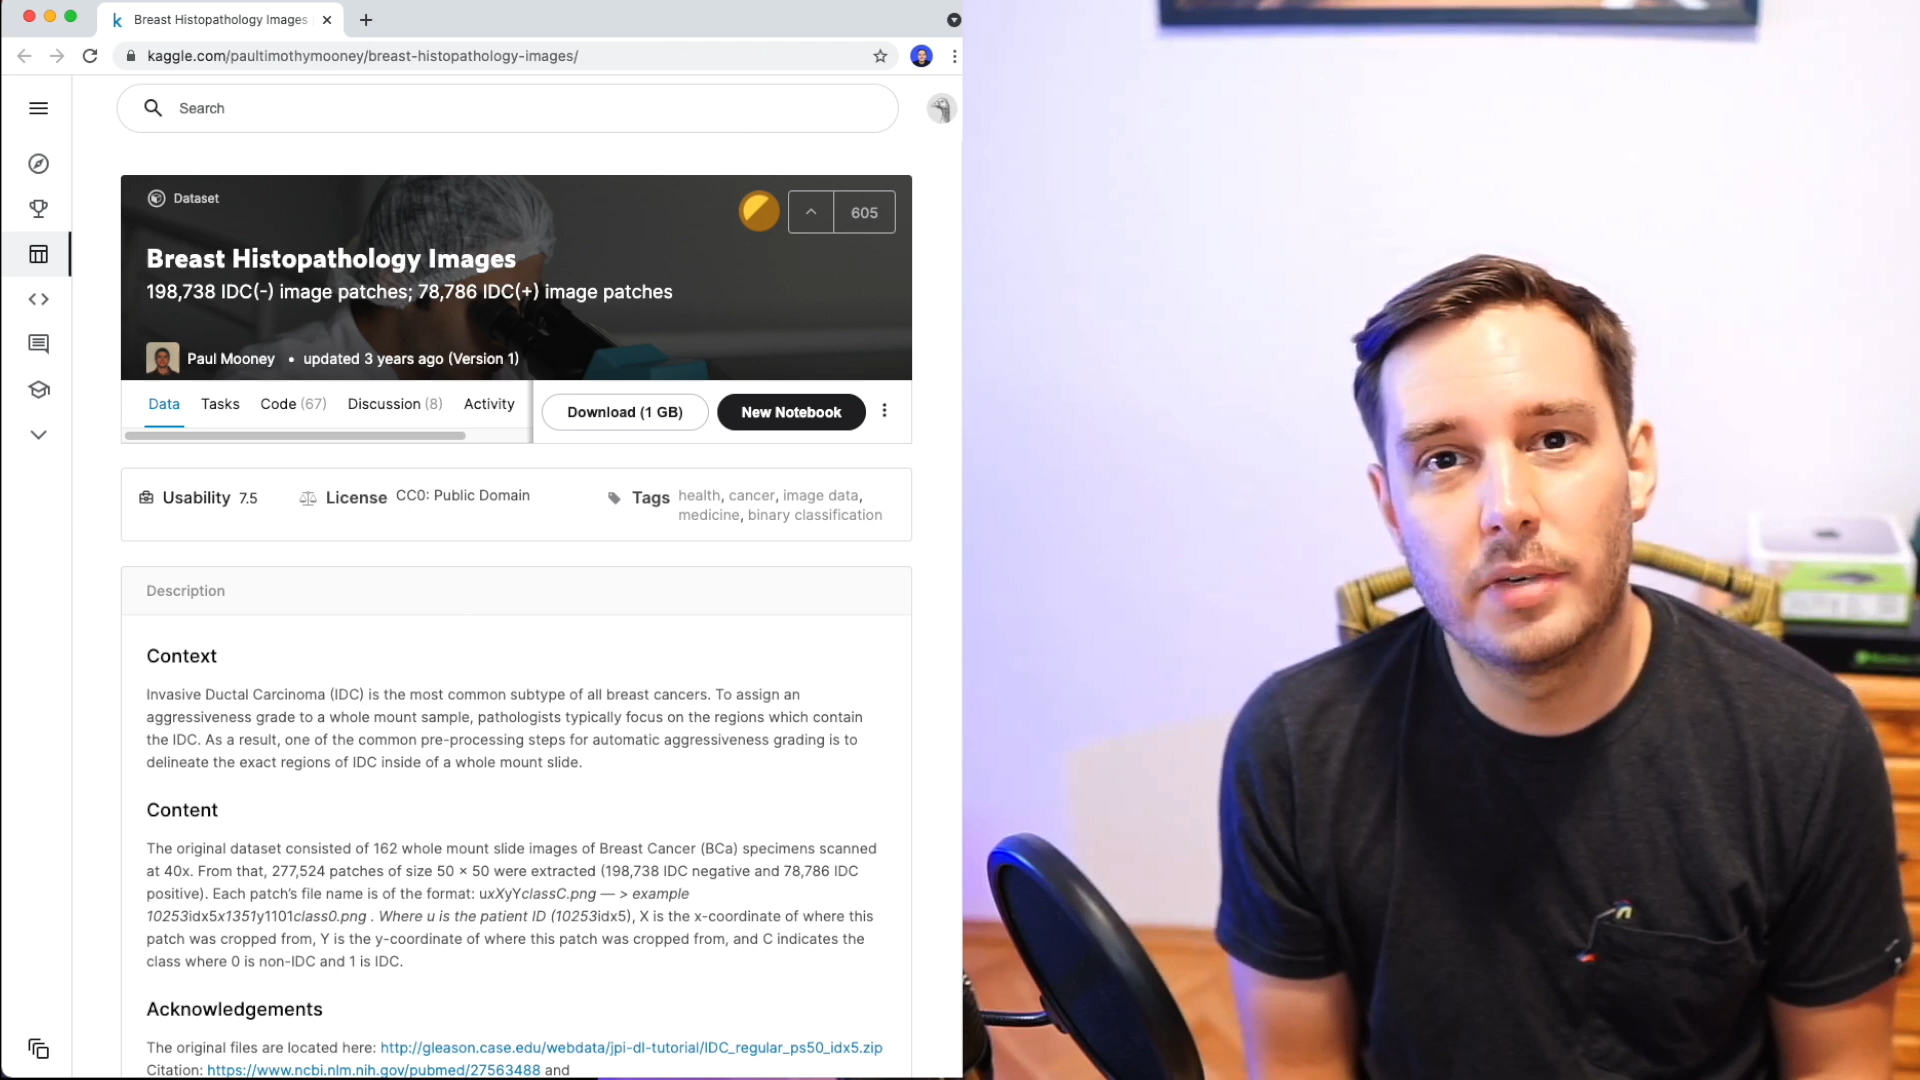 Breast Histopathology Images
kaggle.com/paultimothymooney/breast-histopathology-images/
Search
Dataset
605
Breast Histopathology Images
198,738 IDC(-) image patches; 78,786 IDC(+) image patches
Paul Mooney • updated 3 years ago (Version 1)
Data Tasks Code (67) Discussion (8) Activity Download (1 GB) New Notebook
Usability 7.5 License CC0: Public Domain Tags health, cancer, image data,
medicine, binary classification
Description
Context
Invasive Ductal Carcinoma (IDC) is the most common subtype of all breast cancers. To assign an
aggressiveness grade to a whole mount sample, pathologists typically focus on the regions which contain
the IDC. As a result, one of the common pre-processing steps for automatic aggressiveness grading is to
delineate the exact regions of IDC inside of a whole mount slide.
Content
The original dataset consisted of 162 whole mount slide images of Breast Cancer (BCa) specimens scanned
at 40x. From that, 277,524 patches of size 50 × 50 were extracted (198,738 IDC negative and 78,786 IDC
positive). Each patch's file name is of the format: uxXyYclassC.png — > example
10253idx5x1351y1101class0.png . Where u is the patient ID (10253idx5), X is the x-coordinate of where this
patch was cropped from, Y is the y-coordinate of where this patch was cropped from, and C indicates the
class where 0 is non-IDC and 1 is IDC.
Acknowledgements
The original files are located here: http://gleason.case.edu/webdata/jpi-dl-tutorial/IDC_regular_ps50_idx5.zip
Citation: https://www.ncbi.nlm.nih.gov/pubmed/27563488 and